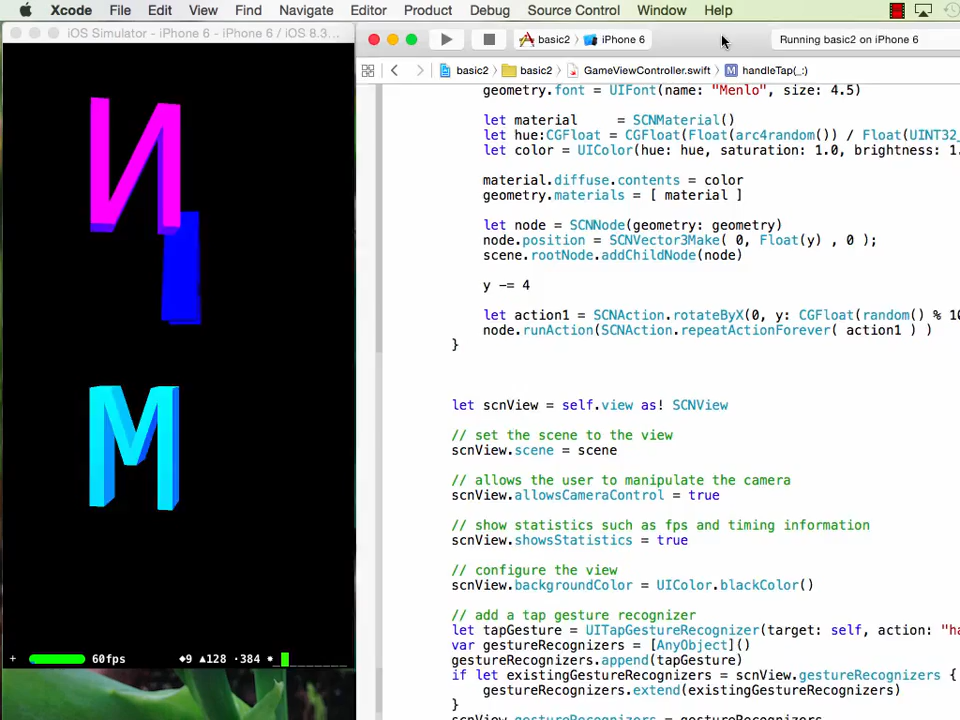 Xcode File Edit View Find Navigate Editor Product Debug Source Control Window Help
iOS Simulator - iPhone 6 - iPhone 6 / iOS 8.3...
basic2 iPhone 6
Running basic2 on iPhone 6
basic2 basic2 GameViewController.swift M handleTap(_:)
geometry.font = UIFont(name: "Menlo", size: 4.5)
let material = SCNMaterial()
let hue:CGFloat = CGFloat(Float(arc4random()) / Float(UINT32_
let color = UIColor(hue: hue, saturation: 1.0, brightness: 1.
material.diffuse.contents = color
geometry.materials = [ material ]
let node = SCNNode(geometry: geometry)
node.position = SCNVector3Make( 0, Float(y) , 0 );
scene.rootNode.addChildNode(node)
y -= 4
let action1 = SCNAction.rotateByX(0, y: CGFloat(random() % 10
node.runAction(SCNAction.repeatActionForever( action1 ) )
}
let scnView = self.view as! SCNView
// set the scene to the view
scnView.scene = scene
// allows the user to manipulate the camera
scnView.allowsCameraControl = true
// show statistics such as fps and timing information
scnView.showsStatistics = true
// configure the view
scnView.backgroundColor = UIColor.blackColor()
// add a tap gesture recognizer
let tapGesture = UITapGestureRecognizer(target: self, action: "ha
var gestureRecognizers = [AnyObject]()
gestureRecognizers.append(tapGesture)
if let existingGestureRecognizers = scnView.gestureRecognizers {
gestureRecognizers.extend(existingGestureRecognizers)
}
scnView.gestureRecognizers = gestureRecognizers
M
+ 60fps ◆9 ▲128 ·384